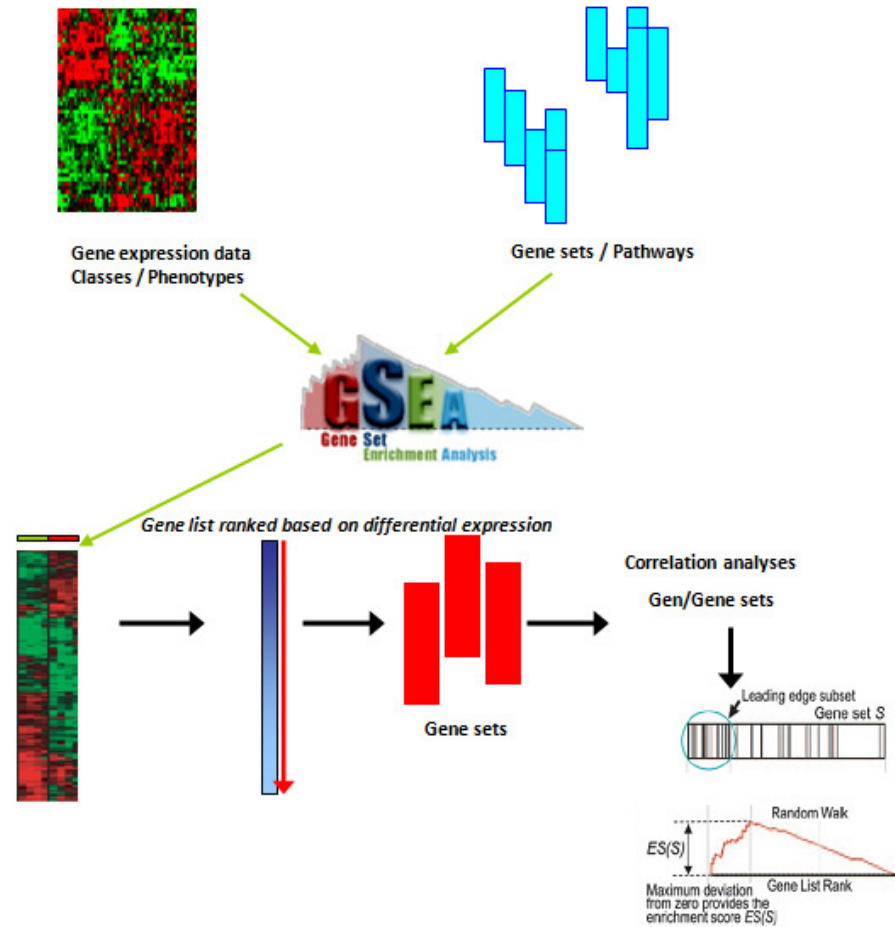 Gene expression data
Classes / Phenotypes
Gene sets / Pathways
GSEA
Gene Set
Enrichment Analysis
Gene list ranked based on differential expression
Gene sets
Correlation analyses
Gen/Gene sets
Leading edge subset
Gene set S
Random Walk
ES(S)
Gene List Rank
Maximum deviation
from zero provides the
enrichment score ES(S)